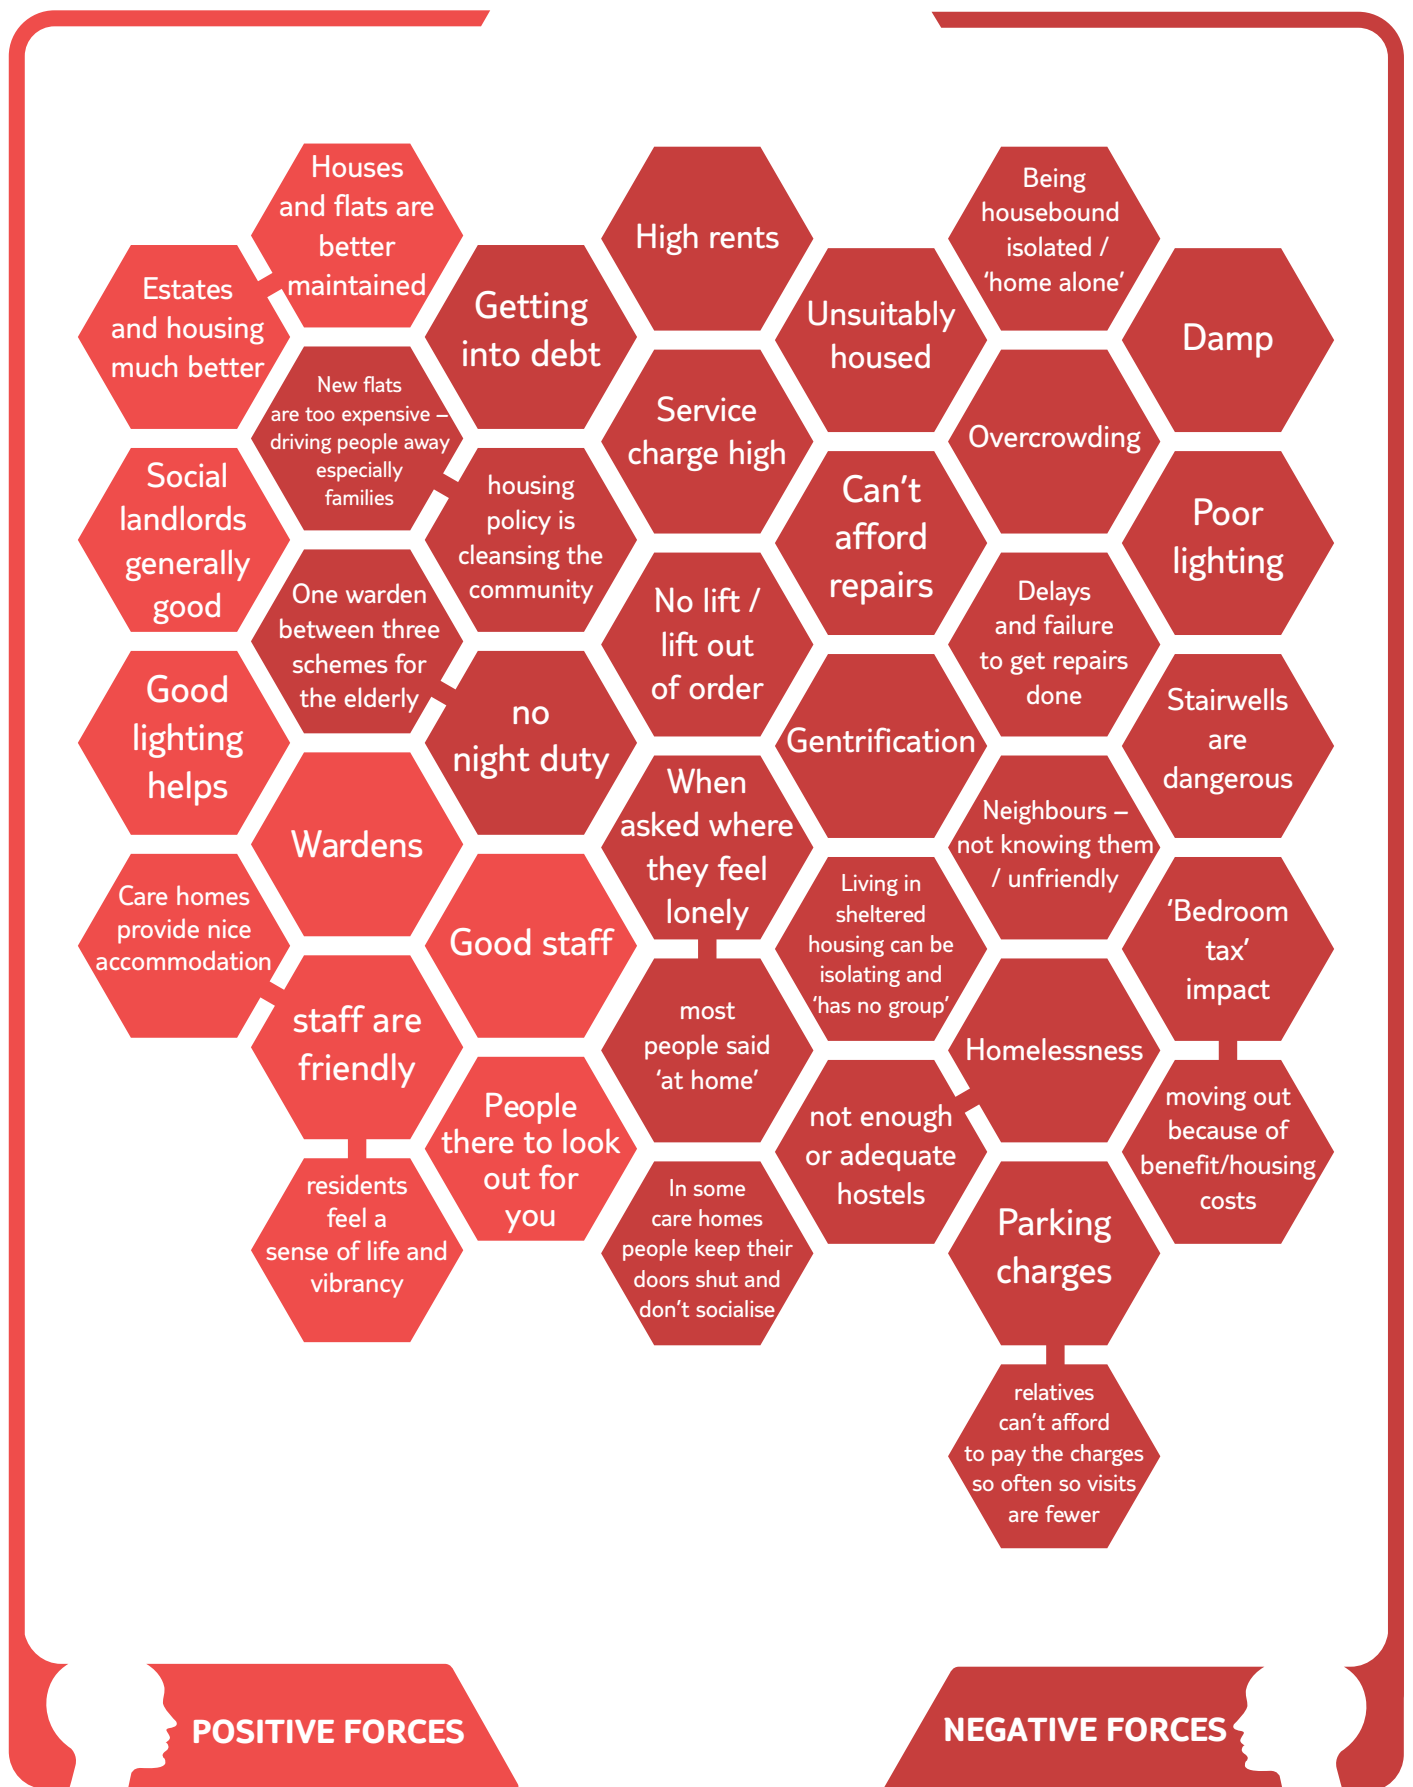 Houses
and flats are
better
maintained
Estates
and housing
much better
Getting
into debt
High rents
Unsuitably
housed
Being
housebound
isolated /
‘home alone’
Damp
New flats
are too expensive –
driving people away
especially
families
Service
charge high
Overcrowding
Social
landlords
generally
good
housing
policy is
cleansing the
community
Can’t
afford
repairs
Poor
lighting
One warden
between three
schemes for
the elderly
No lift /
lift out
of order
Delays
and failure
to get repairs
done
Good
lighting
helps
no
night duty
Gentrification
Stairwells
are
dangerous
Wardens
When
asked where
they feel
lonely
Neighbours –
not knowing them
/ unfriendly
Care homes
provide nice
accommodation
Good staff
Living in
sheltered
housing can be
isolating and
‘has no group’
‘Bedroom
tax’
impact
staff are
friendly
most
people said
‘at home’
Homelessness
People
there to look
out for
you
not enough
or adequate
hostels
moving out
because of
benefit/housing
costs
residents
feel a
sense of life and
vibrancy
In some
care homes
people keep their
doors shut and
don’t socialise
Parking
charges
relatives
can’t afford
to pay the charges
so often so visits
are fewer
POSITIVE FORCES
NEGATIVE FORCES